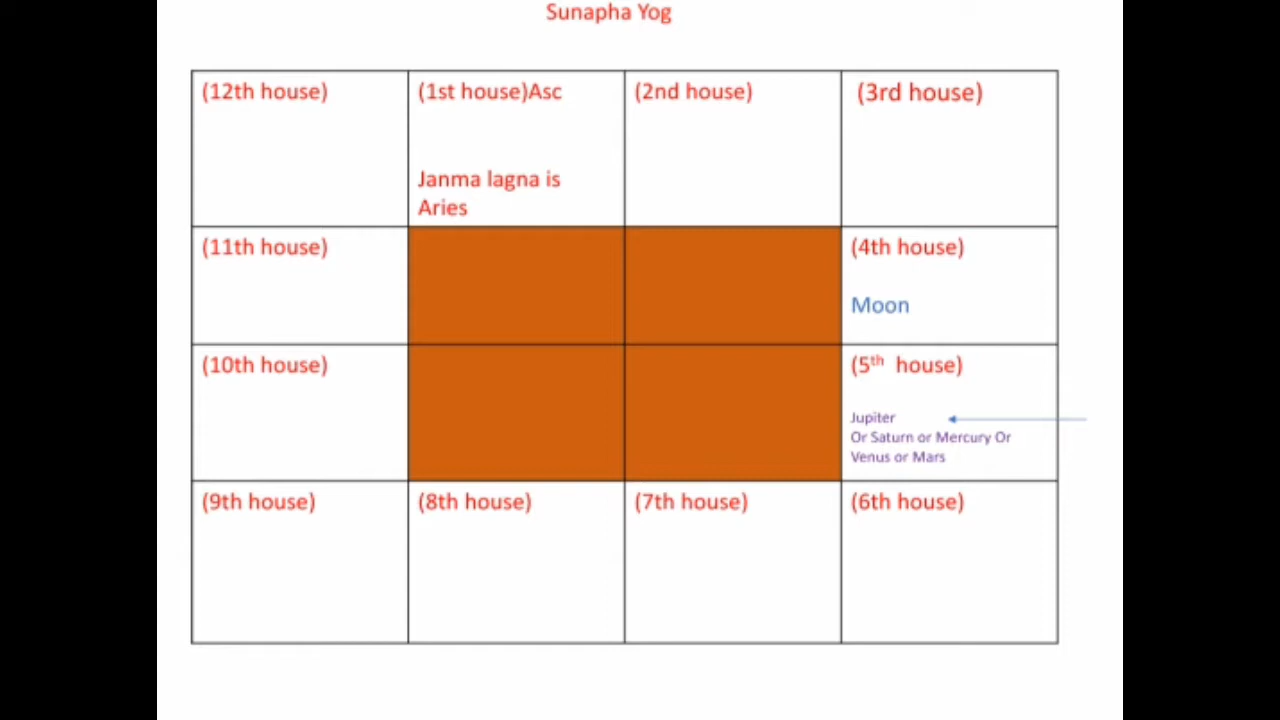 Sunapha Yog
(12th house)
(1st house)Asc
(2nd house)
(3rd house)
Janma lagna is
Aries
(11th house)
(4th house)
Moon
(10th house)
(5th house)
Jupiter
Or Saturn or Mercury Or
Venus or Mars
(9th house)
(8th house)
(7th house)
(6th house)